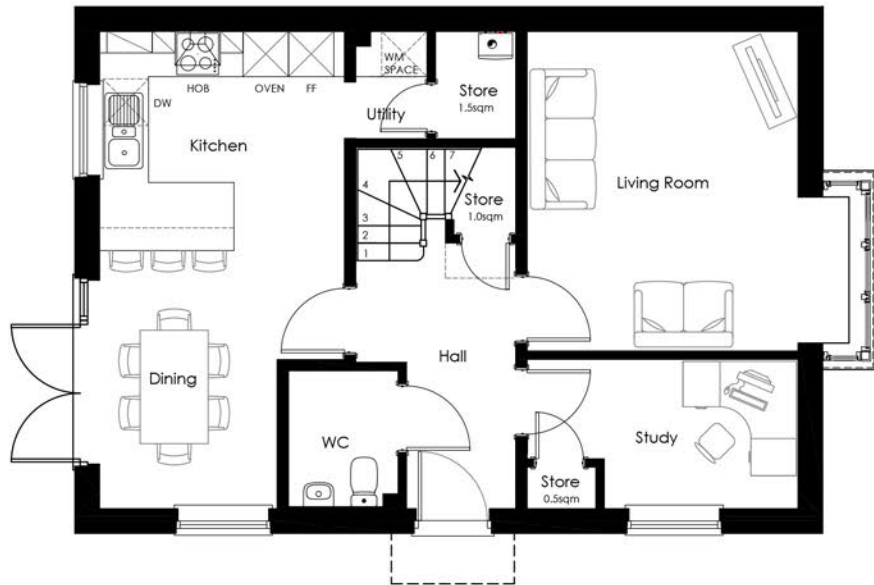 WM
SPACE
HOB
OVEN
FF
DW
Store
1.5sqm
Utility
Kitchen
5
6
7
4
3
2
1
Store
1.0sqm
Living Room
Hall
Dining
WC
Study
Store
0.5sqm